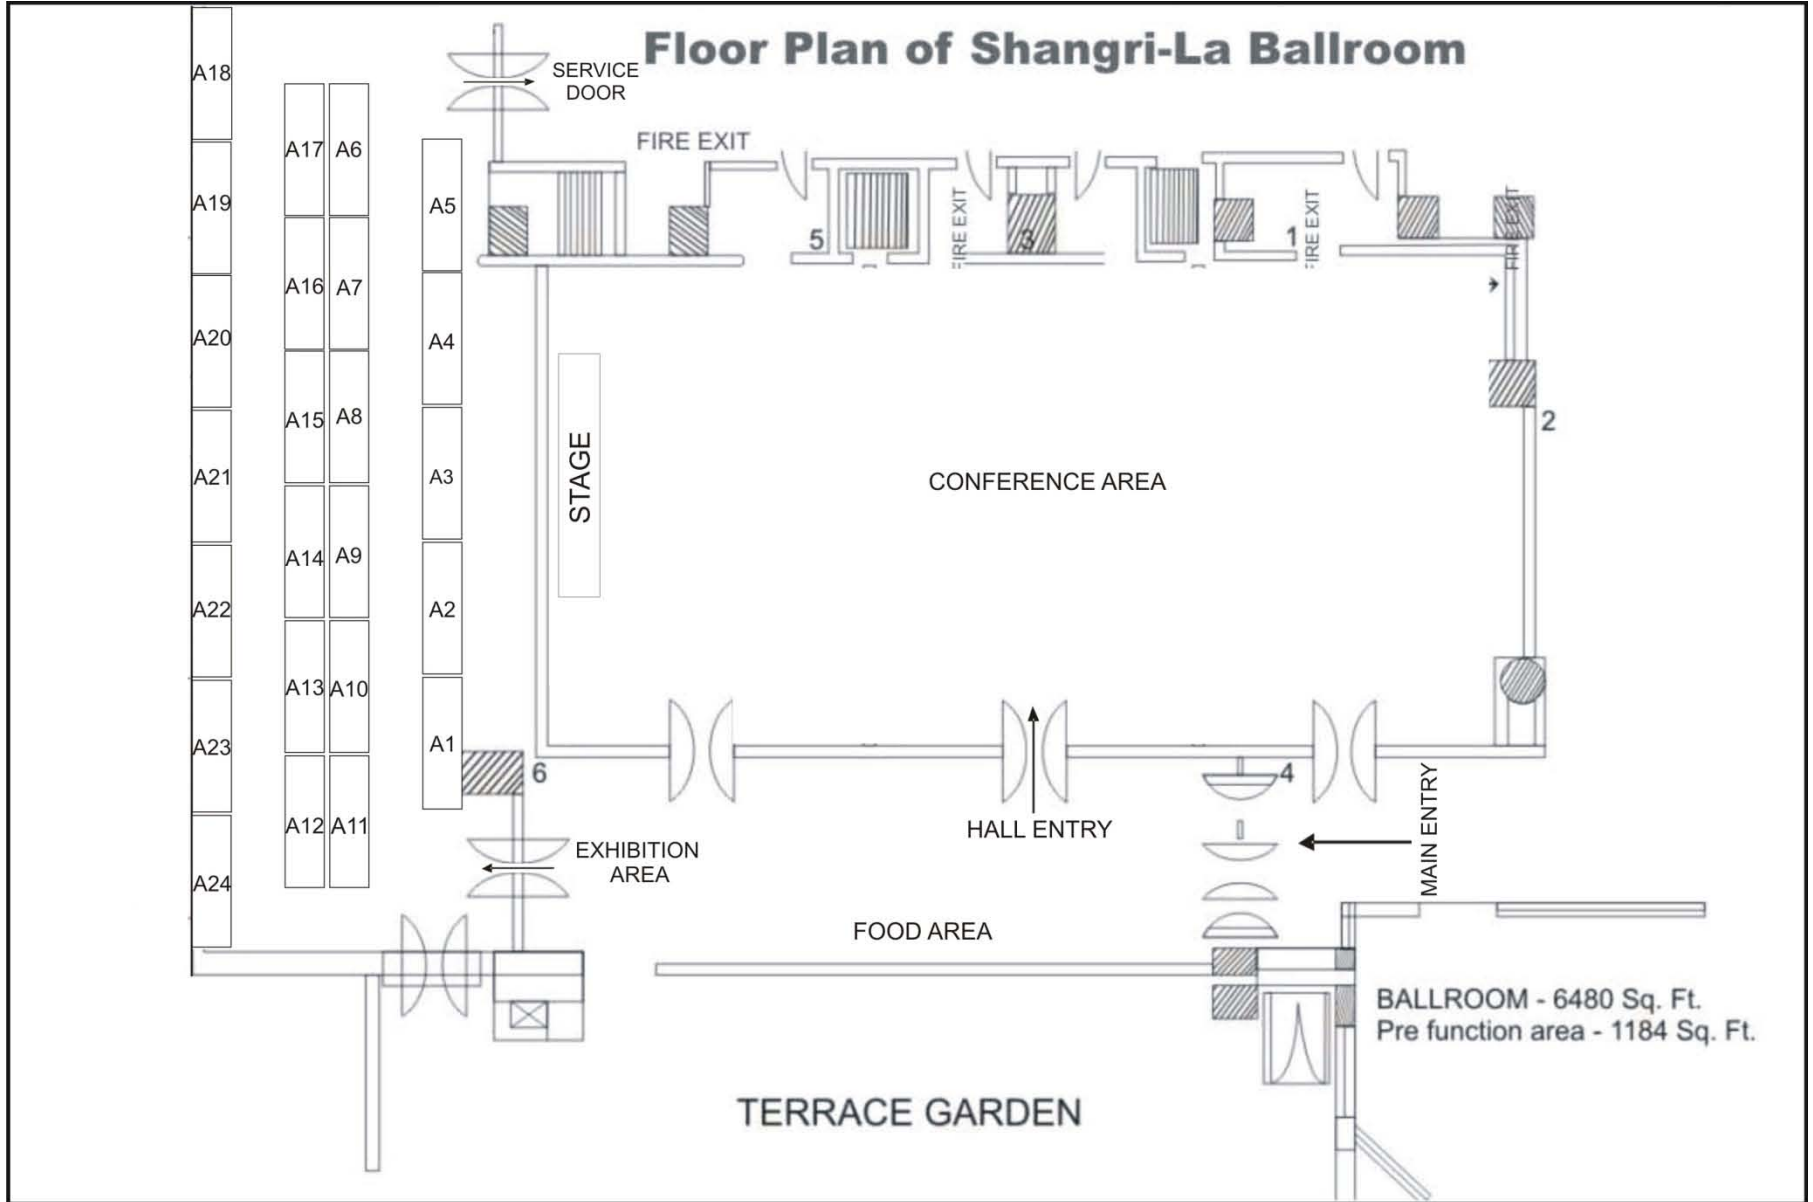 Floor Plan of Shangri-La Ballroom
SERVICE
DOOR
FIRE EXIT
A18
A19
A20
A21
A22
A23
A24
A17
A16
A15
A14
A13
A12
A6
A7
A8
A9
A10
A11
A5
A4
A3
A2
A1
5
FIRE EXIT
3
1
FIRE EXIT
FIRE EXIT
2
STAGE
CONFERENCE AREA
6
4
HALL ENTRY
MAIN ENTRY
EXHIBITION
AREA
FOOD AREA
BALLROOM - 6480 Sq. Ft.
Pre function area - 1184 Sq. Ft.
TERRACE GARDEN